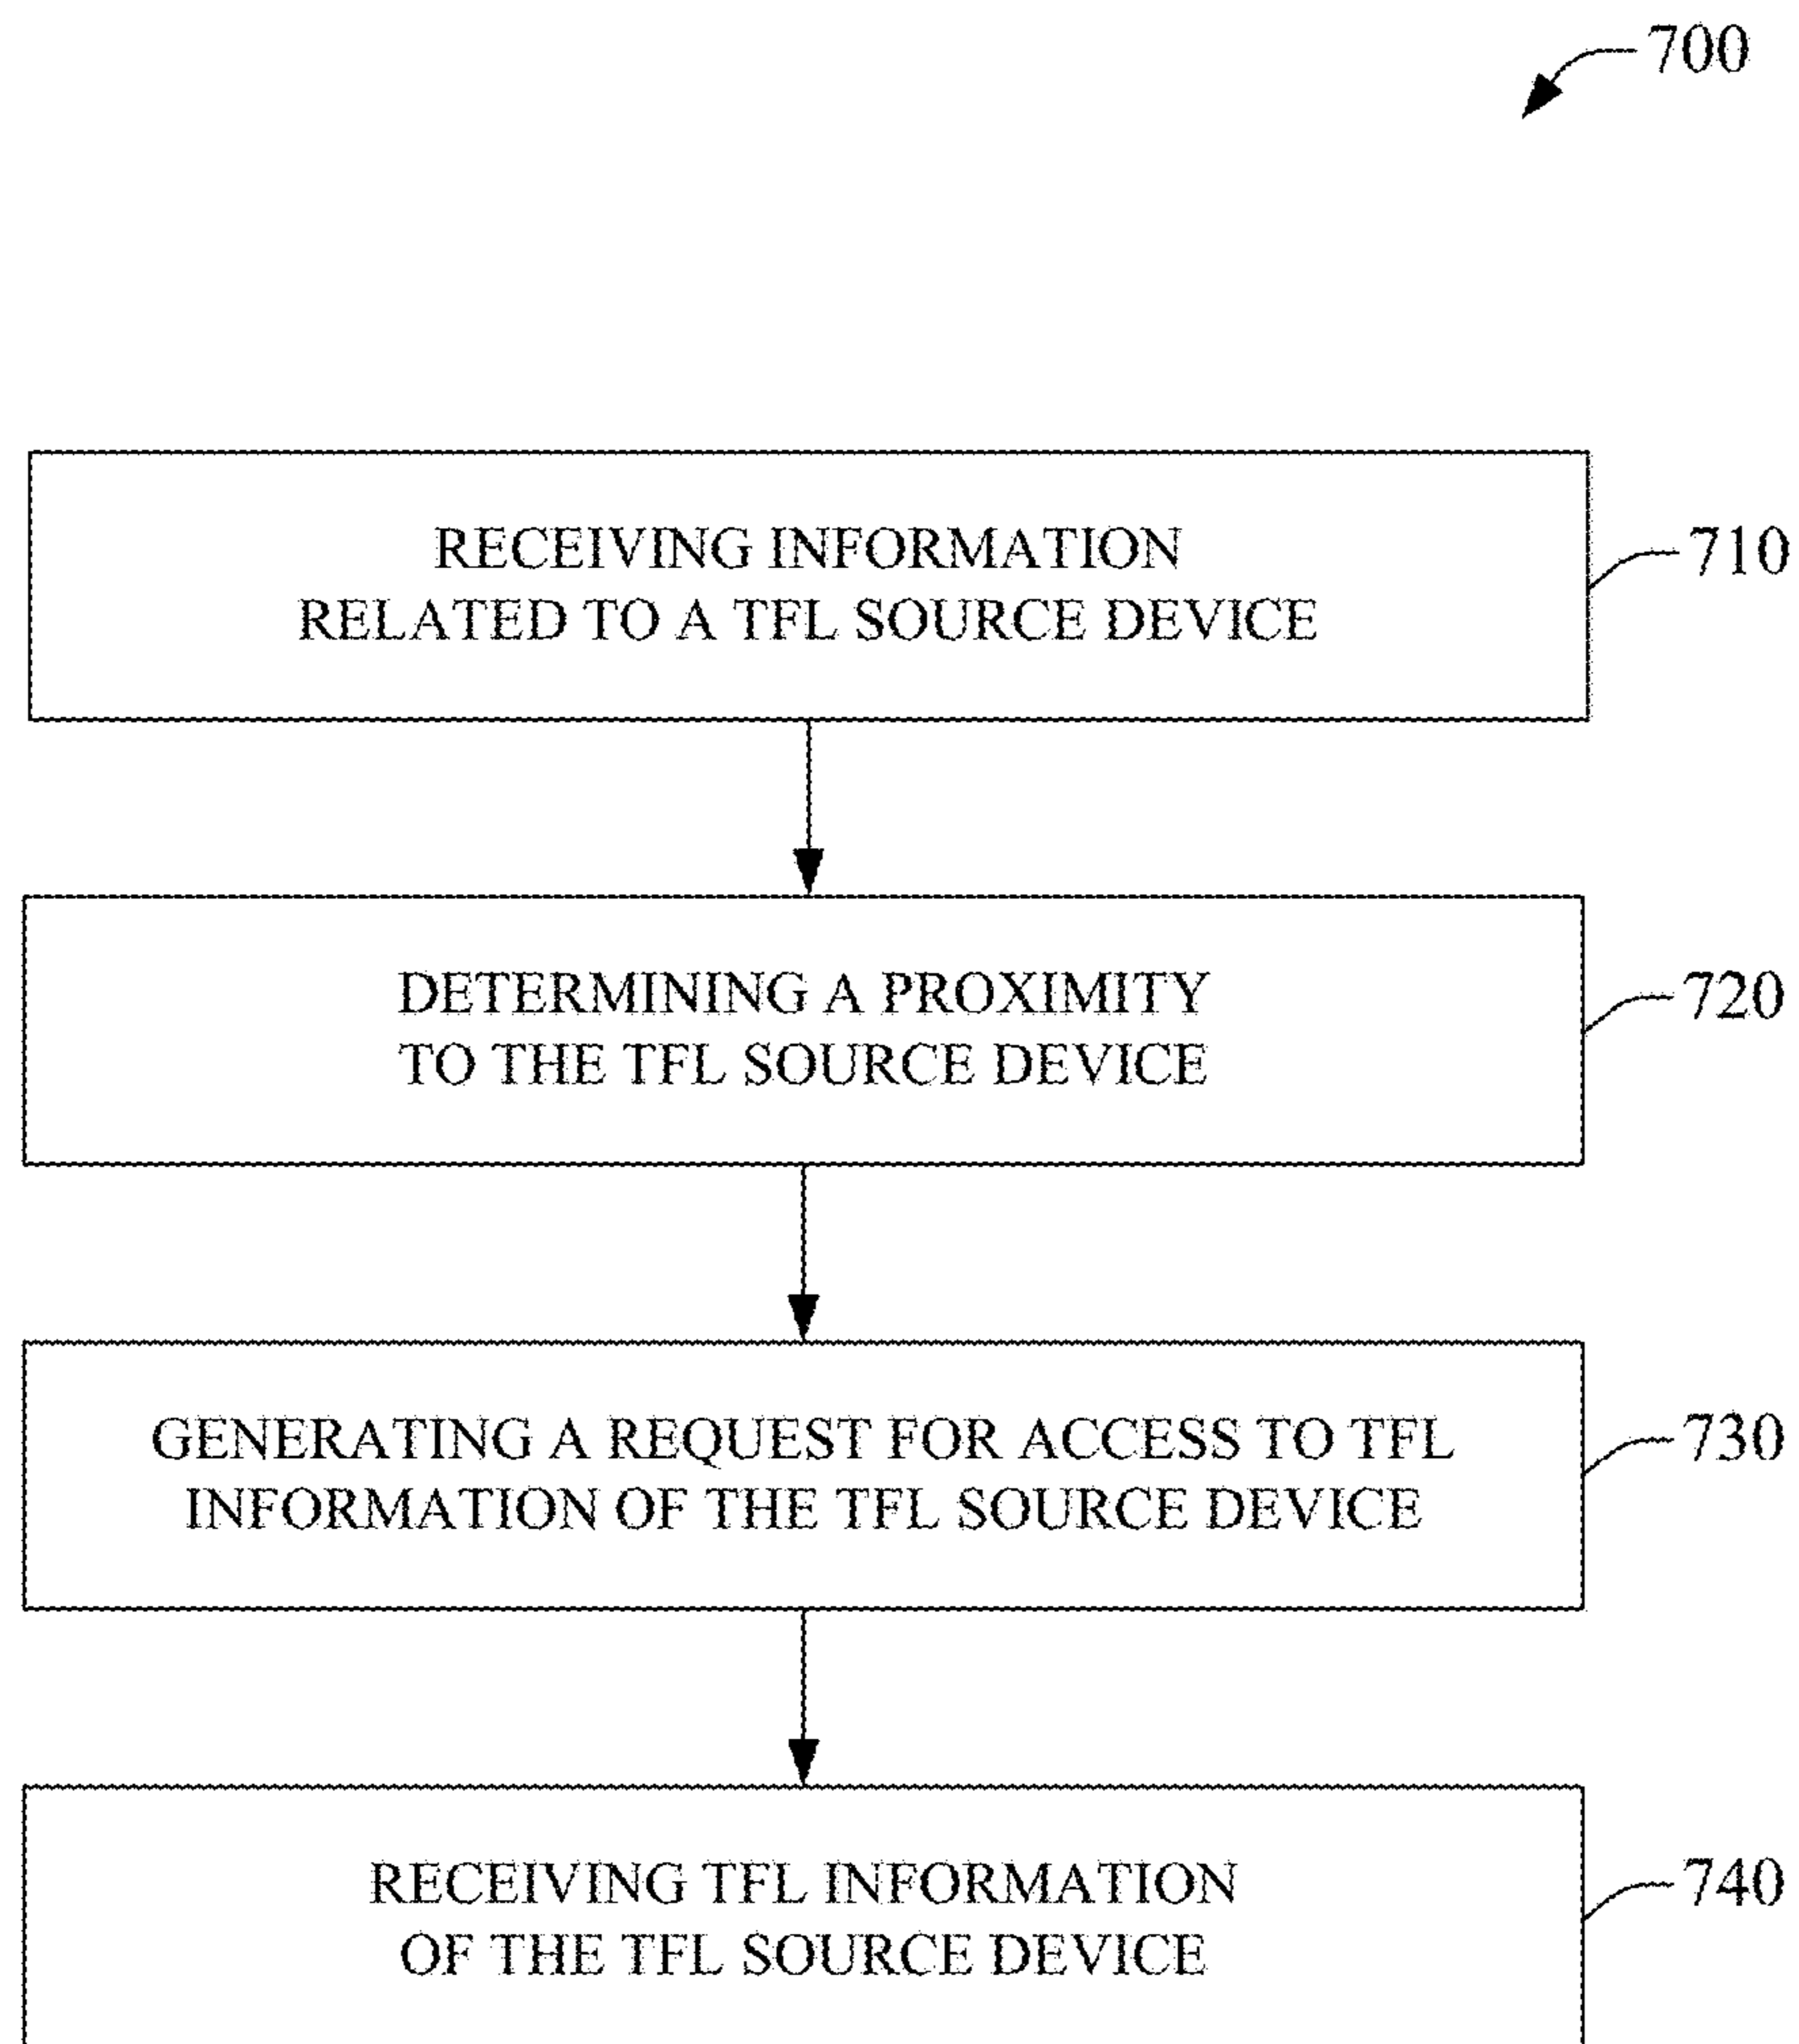 700
RECEIVING INFORMATION
RELATED TO A TFL SOURCE DEVICE
710
DETERMINING A PROXIMITY
TO THE TFL SOURCE DEVICE
720
GENERATING A REQUEST FOR ACCESS TO TFL
INFORMATION OF THE TFL SOURCE DEVICE
730
RECEIVING TFL INFORMATION
OF THE TFL SOURCE DEVICE
740